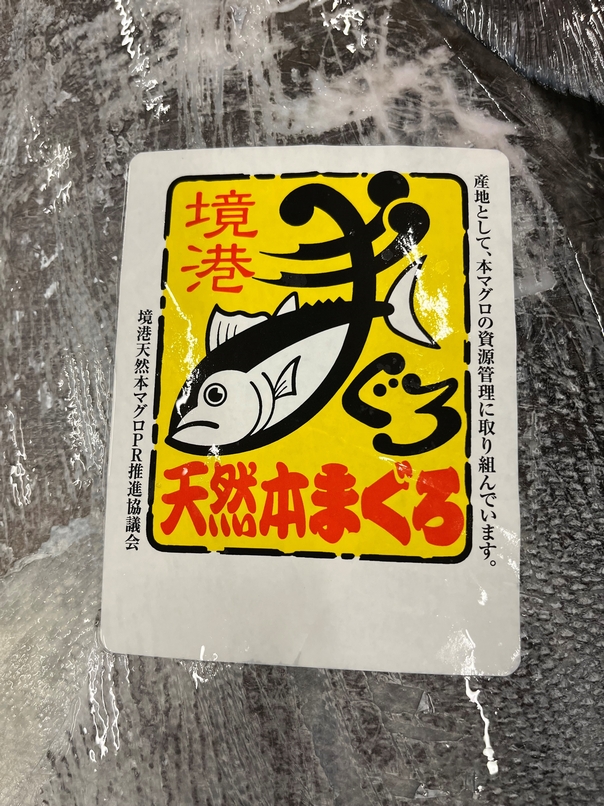 産地として、本マグロの資源管理に取り組んでいます。
境港
まぐろ
天然本まぐろ
境港天然本マグロPR推進協議会